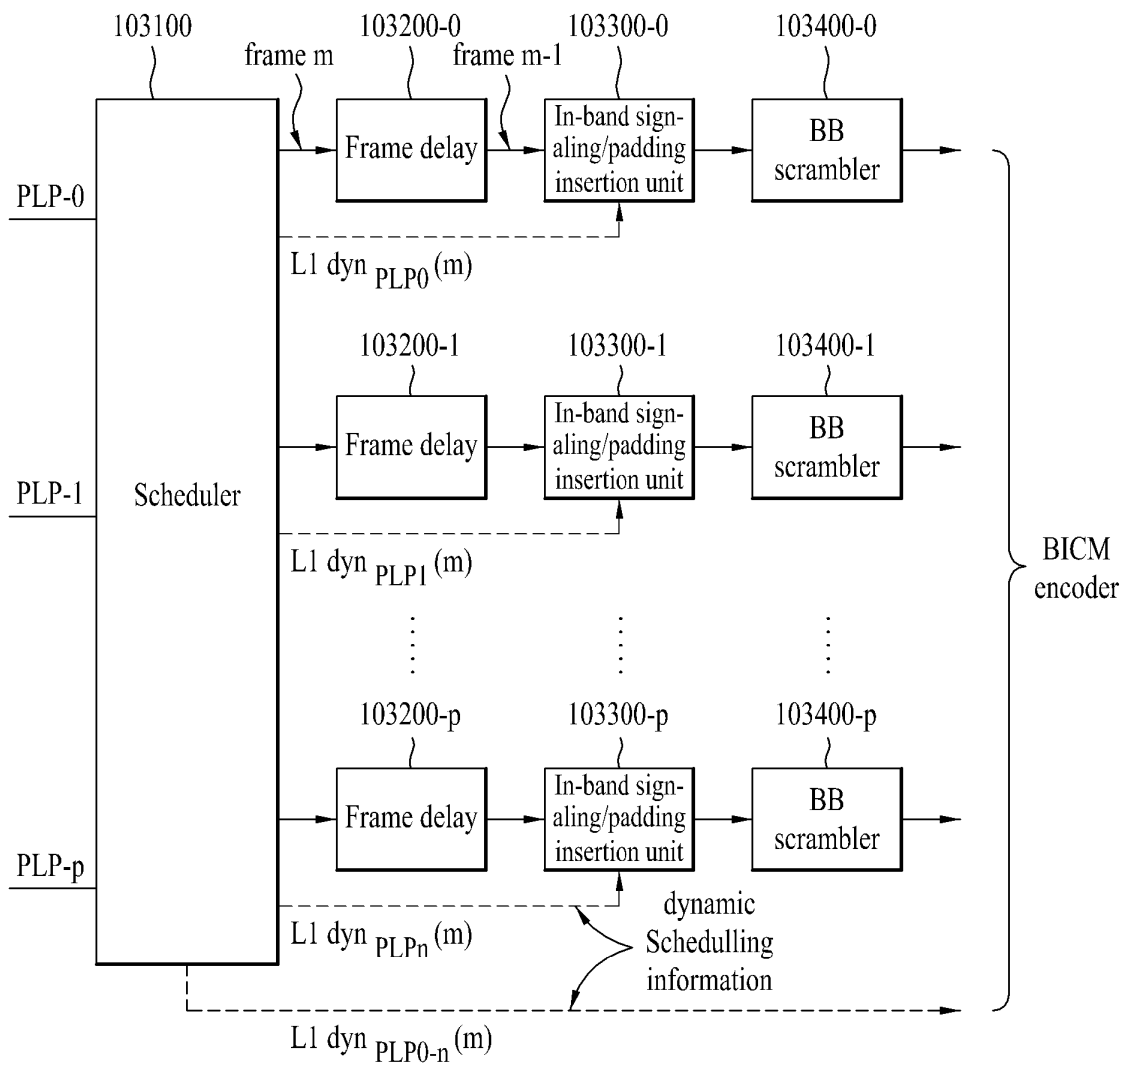 103100
103200-0
103300-0
103400-0
frame m
frame m-1
Frame delay
In-band sign-
aling/padding
insertion unit
BB
scrambler
PLP-0
L1 dyn PLP0 (m)
103200-1
103300-1
103400-1
Frame delay
In-band sign-
aling/padding
insertion unit
BB
scrambler
PLP-1
Scheduler
L1 dyn PLP1 (m)
BICM
encoder
103200-p
103300-p
103400-p
Frame delay
In-band sign-
aling/padding
insertion unit
BB
scrambler
PLP-p
L1 dyn PLPn (m)
dynamic
Schedulling
information
L1 dyn PLP0-n (m)